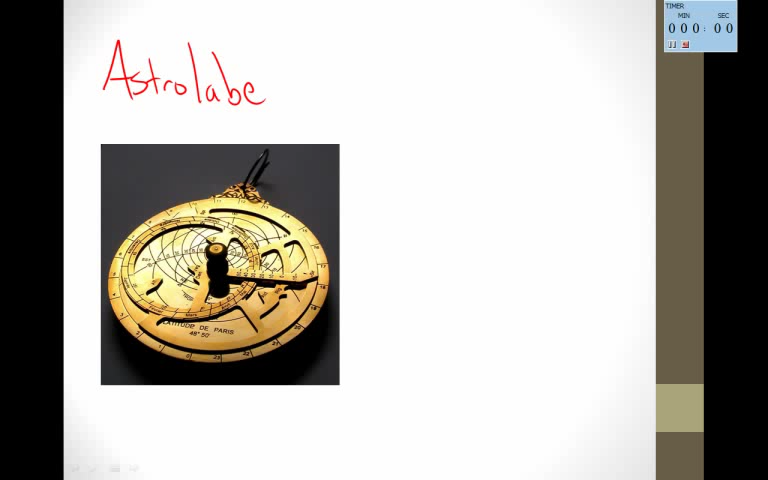 TIMER
MIN SEC
000:00
Astrolabe
LATITUDE DE PARIS
48° 50'